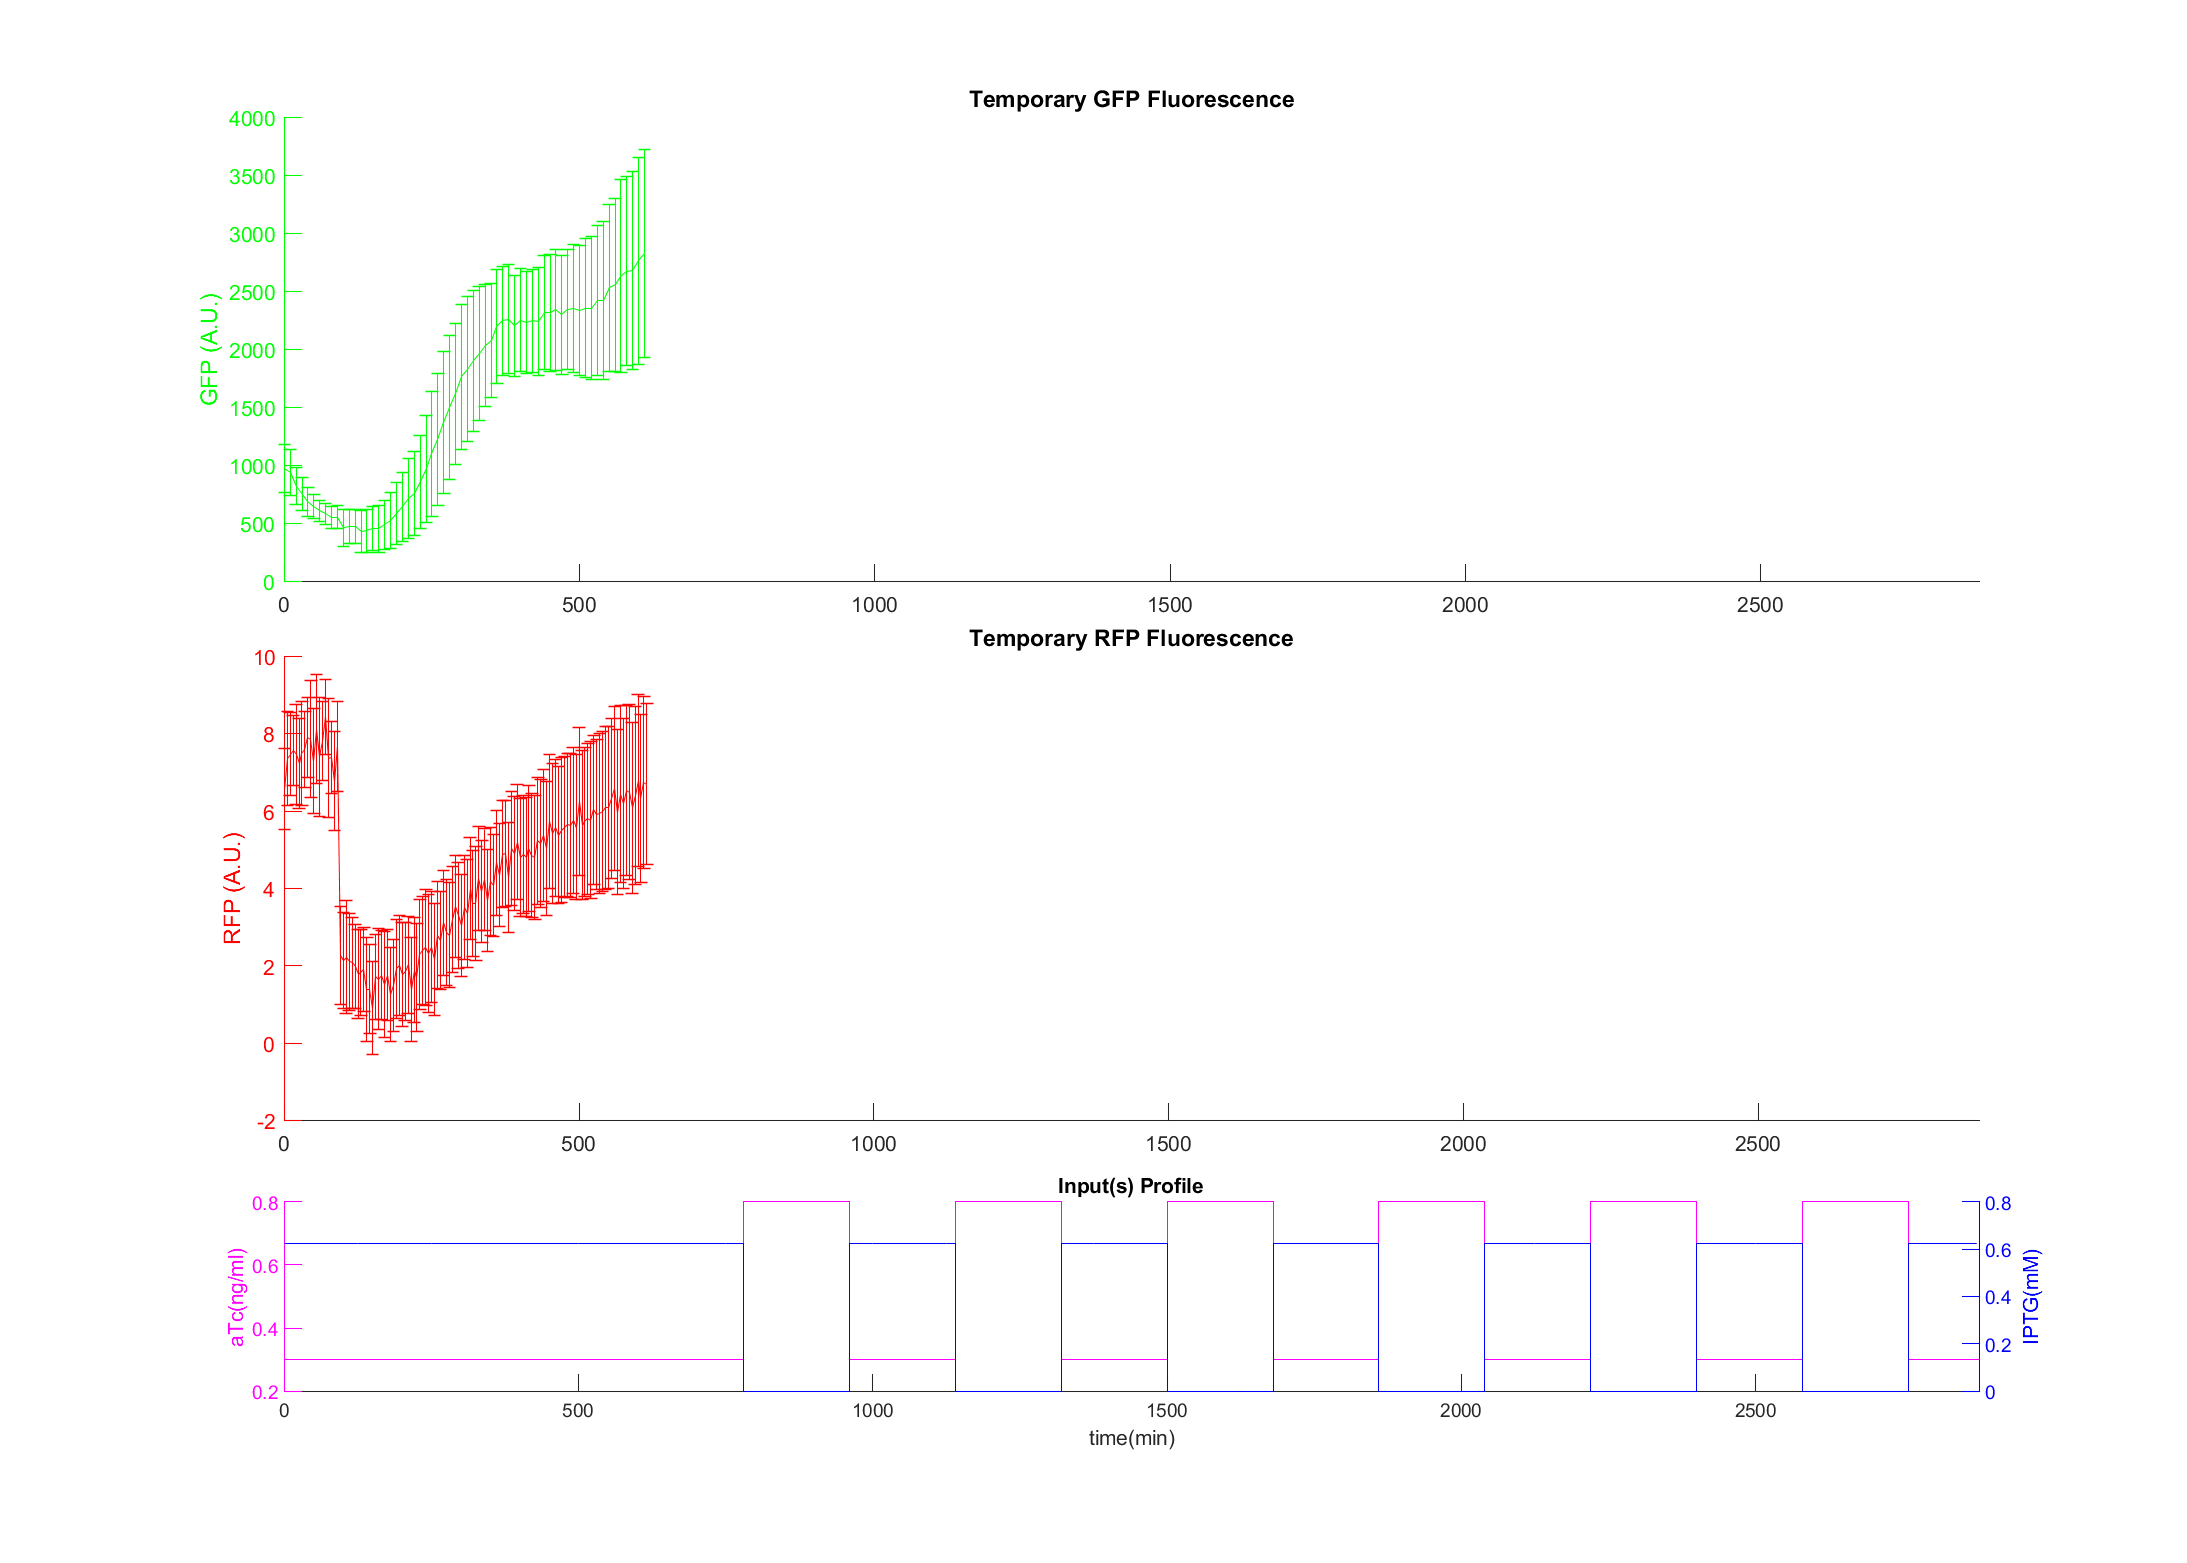 Temporary GFP Fluorescence
4000
3500
3000
2500
2000
1500
1000
500
0
GFP (A.U.)
0 500 1000 1500 2000 2500
Temporary RFP Fluorescence
10
8
6
4
2
0
-2
RFP (A.U.)
0 500 1000 1500 2000 2500
Input(s) Profile
0.8
0.6
0.4
0.2
aTc(ng/ml)
0.8
0.6
0.4
0.2
0
IPTG(mM)
0 500 1000 1500 2000 2500
time(min)